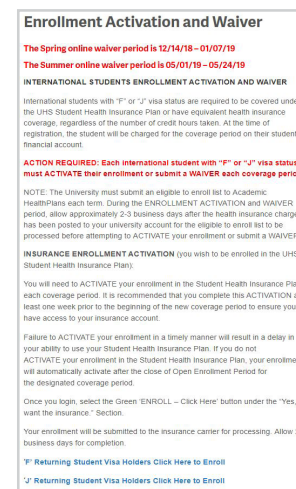 Enrollment Activation and Waiver
The Spring online waiver period is 12/14/18 – 01/07/19
The Summer online waiver period is 05/01/19 – 05/24/19
INTERNATIONAL STUDENTS ENROLLMENT ACTIVATION AND WAIVER
International students with “F” or “J” visa status are required to be covered unde
the UHS Student Health Insurance Plan or have equivalent health insurance
coverage, regardless of the number of credit hours taken. At the time of
registration, the student will be charged for the coverage period on their student
financial account.
ACTION REQUIRED: Each international student with “F” or “J” visa status
must ACTIVATE their enrollment or submit a WAIVER each coverage perio
NOTE: The University must submit an eligible to enroll list to Academic
HealthPlans each term. During the ENROLLMENT ACTIVATION and WAIVER
period, allow approximately 2-3 business days after the health insurance charge
has been posted to your university account for the eligible to enroll list to be
processed before attempting to ACTIVATE your enrollment or submit a WAIVER
INSURANCE ENROLLMENT ACTIVATION (you wish to be enrolled in the UHS
Student Health Insurance Plan):
You will need to ACTIVATE your enrollment in the Student Health Insurance Pla
each coverage period. It is recommended that you complete this ACTIVATION a
least one week prior to the beginning of the new coverage period to ensure you
have access to your insurance account.
Failure to ACTIVATE your enrollment in a timely manner will result in a delay in
your ability to use your Student Health Insurance Plan. If you do not
ACTIVATE your enrollment in the Student Health Insurance Plan, your enrollme
will automatically activate after the close of Open Enrollment Period for
the designated coverage period.
Once you login, select the Green 'ENROLL – Click Here' button under the “Yes,
want the insurance.” Section.
Your enrollment will be submitted to the insurance carrier for processing. Allow
business days for completion.
'F' Returning Student Visa Holders Click Here to Enroll
'J' Returning Student Visa Holders Click Here to Enroll